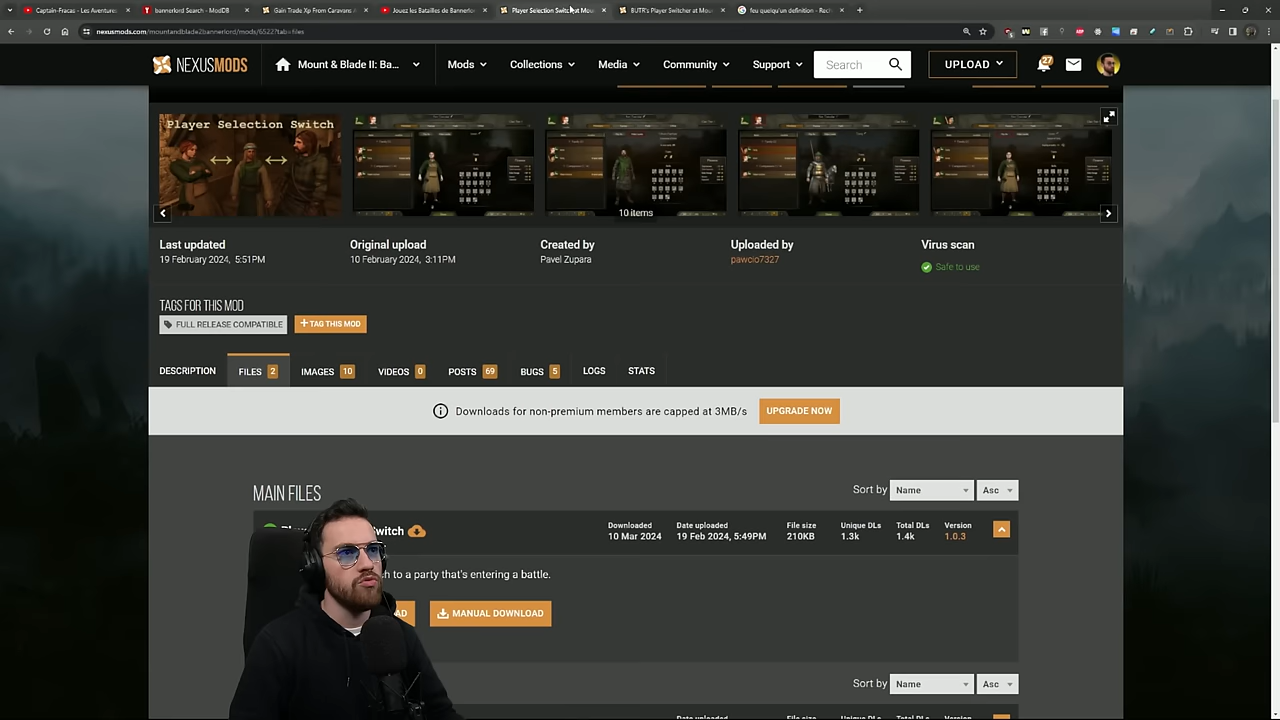 Captain-Fracas - Les Aventure
bannerlord Search - ModDB
Gain Trade Xp From Caravans
Jouez les Batailles de Bannerlor
Player Selection Switch at Mou
BUTR's Player Switcher at Mou
feu quelqu'un definition - Rech
nexusmods.com/mountandblade2bannerlord/mods/6522?tab=files
NEXUSMODS
Mount & Blade II: Ba...
Mods
Collections
Media
Community
Support
Search
UPLOAD
27
Player Selection Switch
10 items
Last updated
Original upload
Created by
Uploaded by
Virus scan
19 February 2024, 5:51PM
10 February 2024, 3:11PM
Pavel Zupara
pawcio7327
Safe to use
TAGS FOR THIS MOD
FULL RELEASE COMPATIBLE
+ TAG THIS MOD
DESCRIPTION
FILES 2
IMAGES 10
VIDEOS 0
POSTS 69
BUGS 5
LOGS
STATS
Downloads for non-premium members are capped at 3MB/s
UPGRADE NOW
MAIN FILES
Sort by Name Asc
witch
Downloaded
Date uploaded
File size
Unique DLs
Total DLs
Version
10 Mar 2024
19 Feb 2024, 5:49PM
210KB
1.3k
1.4k
1.0.3
to a party that's entering a battle.
AD
MANUAL DOWNLOAD
Sort by Name Asc